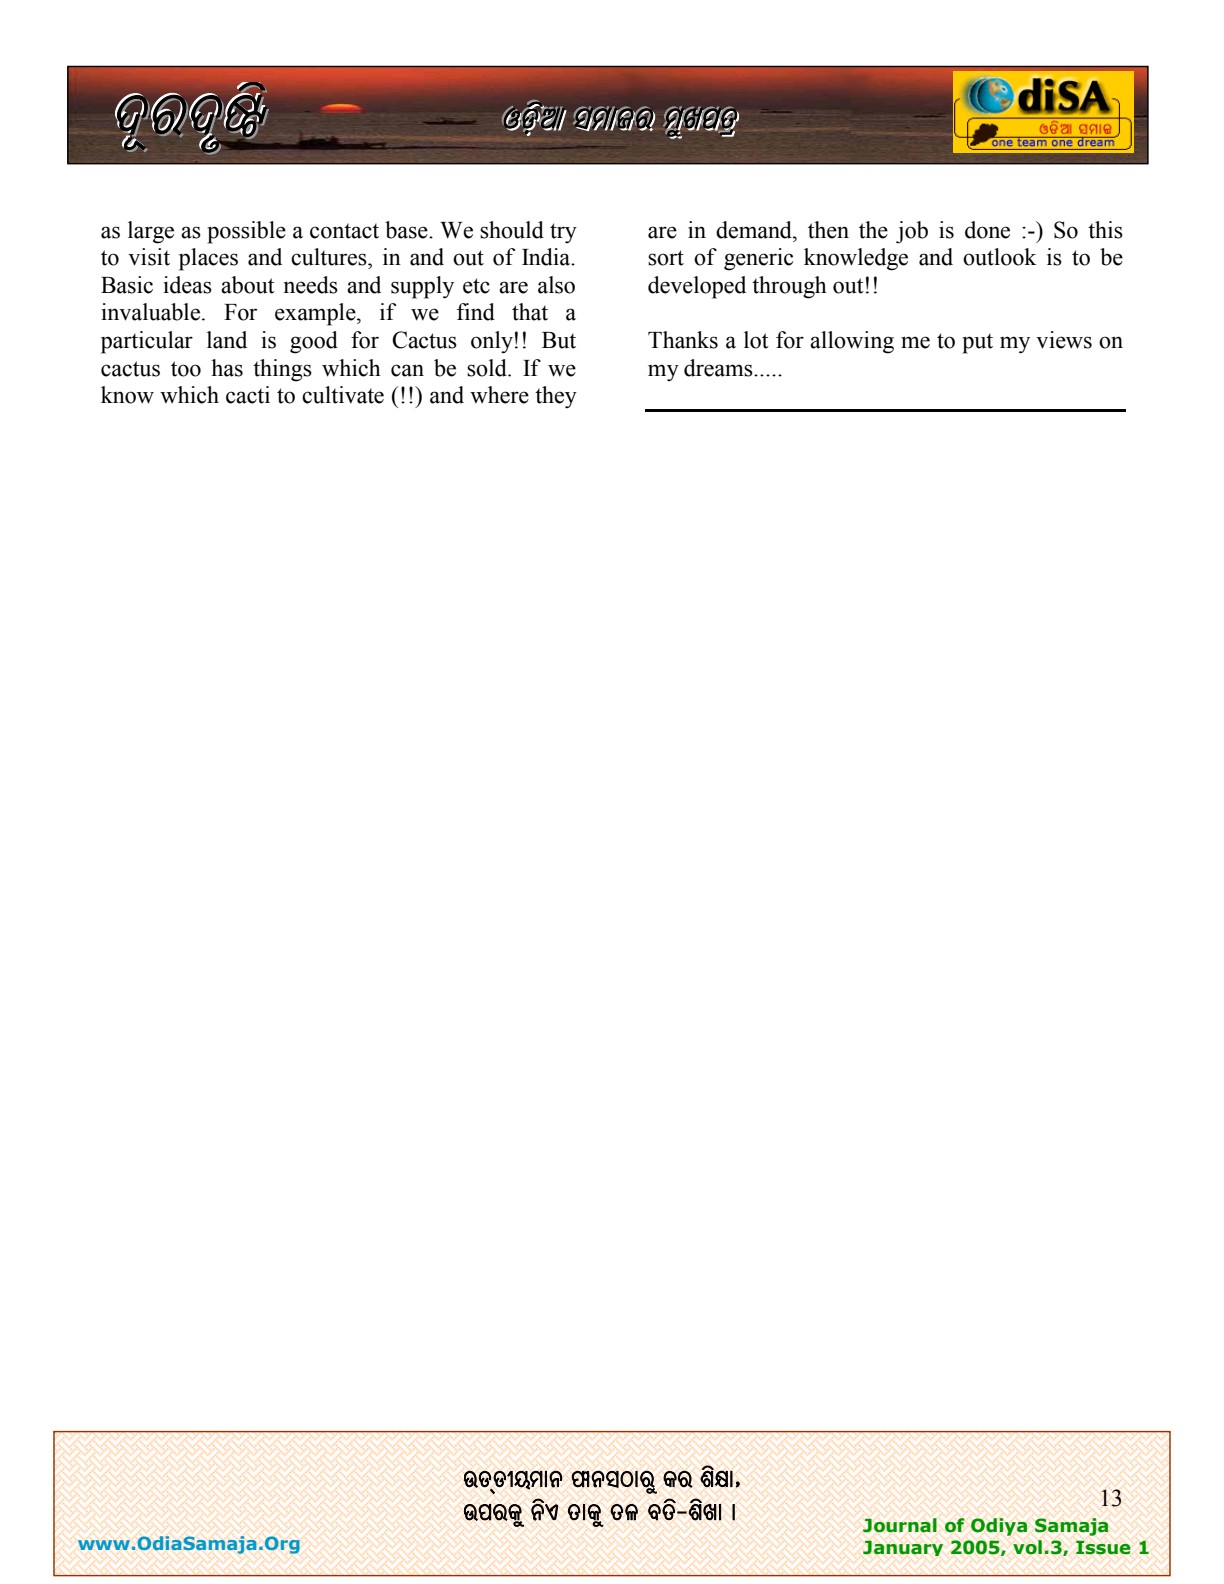 ଦୂରଦୃଷ୍ଟି
ଓଡ଼ିଆ ସମାଜର ମୁଖପତ୍ର
OdiSA
ଓଡିଆ ସମାଜ
one team one dream
as large as possible a contact base. We should try
to visit places and cultures, in and out of India.
Basic ideas about needs and supply etc are also
invaluable. For example, if we find that a
particular land is good for Cactus only!! But
cactus too has things which can be sold. If we
know which cacti to cultivate (!!) and where they
are in demand, then the job is done :-) So this
sort of generic knowledge and outlook is to be
developed through out!!
Thanks a lot for allowing me to put my views on
my dreams.....
ଉଡ୍ଡୀୟମାନ ଫାନସଠାରୁ କର ଶିକ୍ଷା,
ଉପରକୁ ନିଏ ତାକୁ ତଳ ବତି-ଶିଖା ।
13
www.OdiaSamaja.Org
Journal of Odiya Samaja
January 2005, vol.3, Issue 1